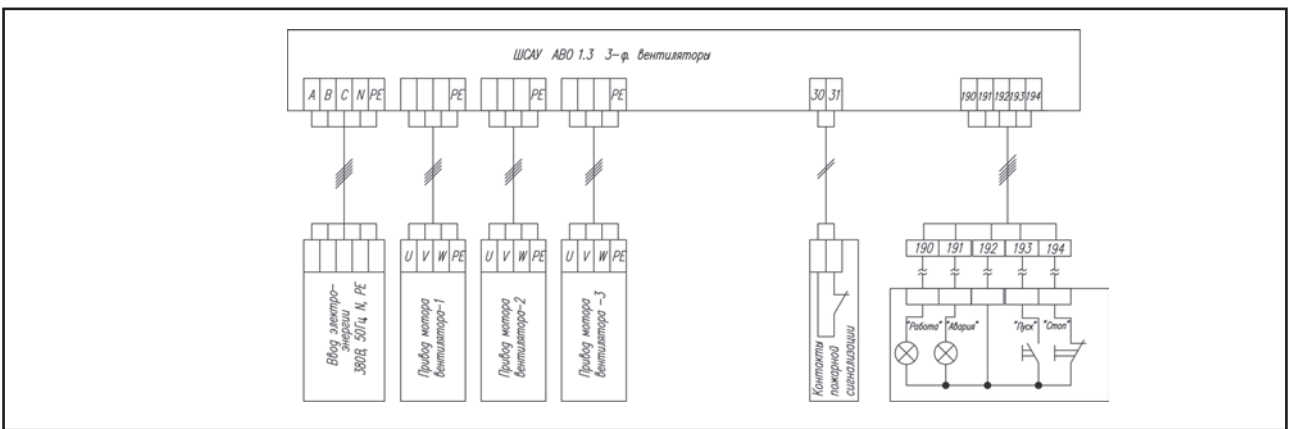 ШСАУ АВО 1.3 3-ф. вентиляторы
A B C N PE
PE
PE
PE
30 31
190 191 192 193 194
U V W PE
U V W PE
U V W PE
190 191 192 193 194
Ввод электро-
энергии
380В, 50Гц, N, PE
Привод мотора
вентилятора-1
Привод мотора
вентилятора-2
Привод мотора
вентилятора -3
Контакты
пожарной
сигнализации
"Работа" "Авария" "Пуск" "Стоп"